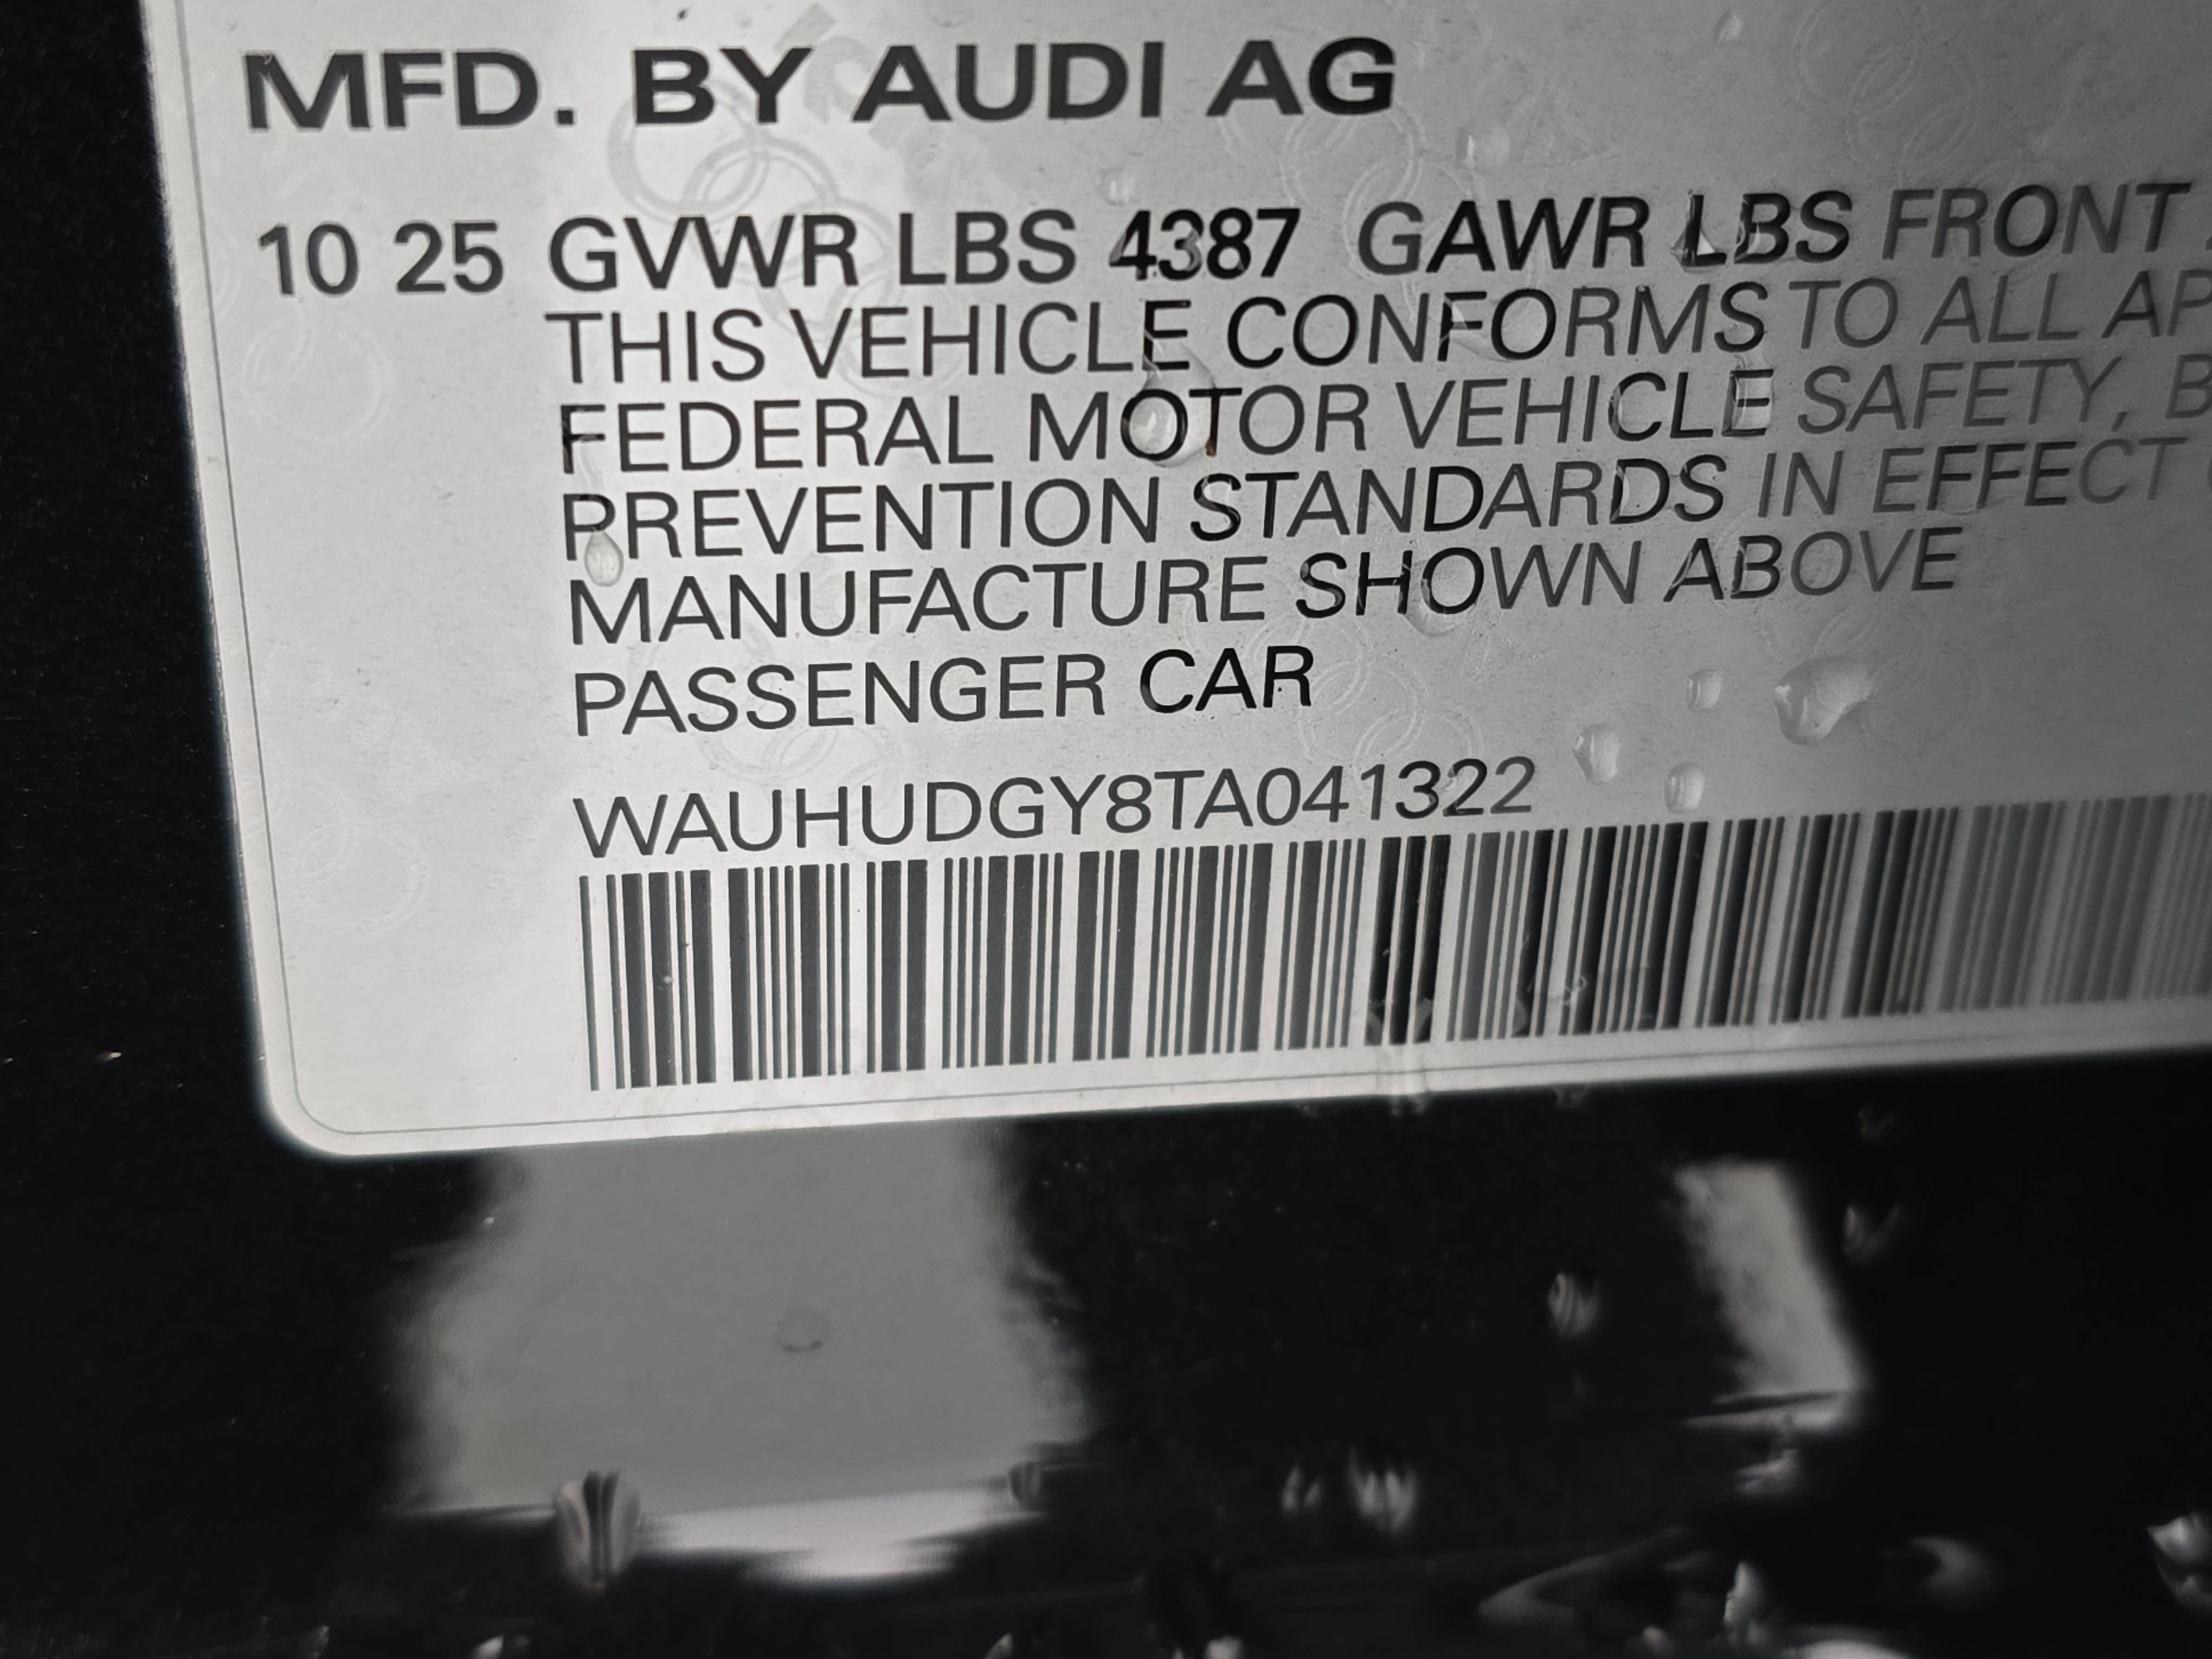 MFD. BY AUDI AG
10 25 GVWR LBS 4387 GAWR LBS FRONT
THIS VEHICLE CONFORMS TO ALL AP
FEDERAL MOTOR VEHICLE SAFETY, B
PREVENTION STANDARDS IN EFFECT
MANUFACTURE SHOWN ABOVE
PASSENGER CAR
WAUHUDGY8TA041322